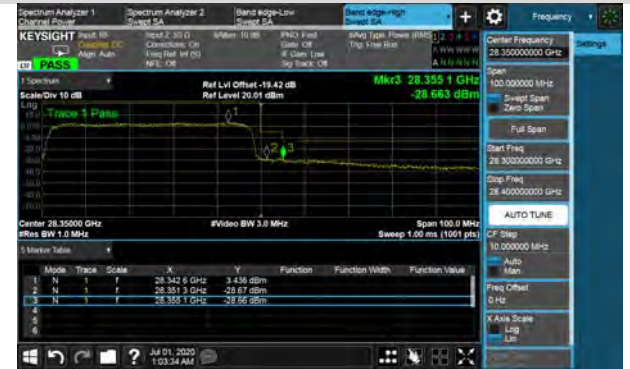 Spectrum Analyzer 1
Channel Power
Spectrum Analyzer 2
Swept SA
Band edge-Low
Swept SA
Band edge-High
Swept SA
Frequency
KEYSIGHT
Input: RF
Coupling: DC
Align: Auto
Input Z: 50 Ω
Corrections: On
Freq Ref: Int (S)
NFE: Off
PNO: Fast
Gate: Off
IF Gain: Low
Sig Track: Off
Avg Type: Power (RMS)
Trig: Free Run
PASS
Center Frequency
28.350000000 GHz
Settings
Span
100.000000 MHz
Swept Span
Zero Span
Full Span
Start Freq
28.300000000 GHz
Stop Freq
28.400000000 GHz
AUTO TUNE
CF Step
10.000000 MHz
Auto
Man
Freq Offset
0 Hz
X Axis Scale
Log
Lin
1 Spectrum
Scale/Div 10 dB
Log
Ref Lvl Offset -19.42 dB
Ref Level 20.01 dBm
Mkr3 28.355 1 GHz
-28.663 dBm
Trace 1 Pass
1
2
3
Center 28.35000 GHz
#Res BW 1.0 MHz
#Video BW 3.0 MHz
Span 100.0 MHz
Sweep 1.00 ms (1001 pts)
5 Marker Table
Mode Trace Scale X Y Function Function Width Function Value
1 N 1 f 28.342 6 GHz 3.436 dBm
2 N 1 f 28.351 3 GHz -28.67 dBm
3 N 1 f 28.355 1 GHz -28.66 dBm
4
5
6
Jul 01, 2020
1:03:34 AM